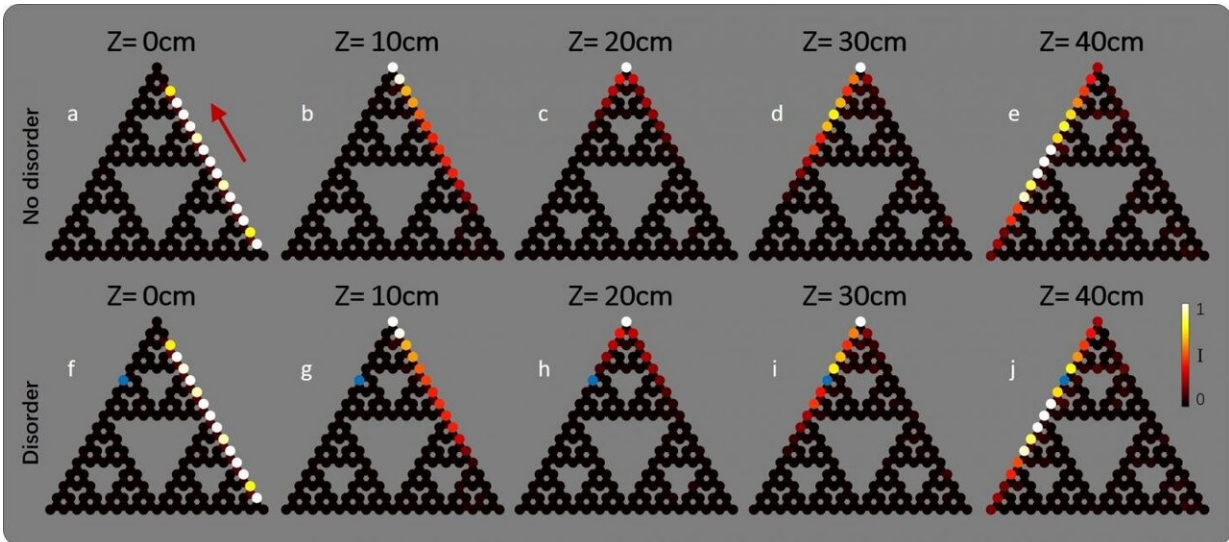 Z= 0cm Z= 10cm Z= 20cm Z= 30cm Z= 40cm
No disorder
a b c d e
Z= 0cm Z= 10cm Z= 20cm Z= 30cm Z= 40cm
Disorder
f g h i j
1
I
0